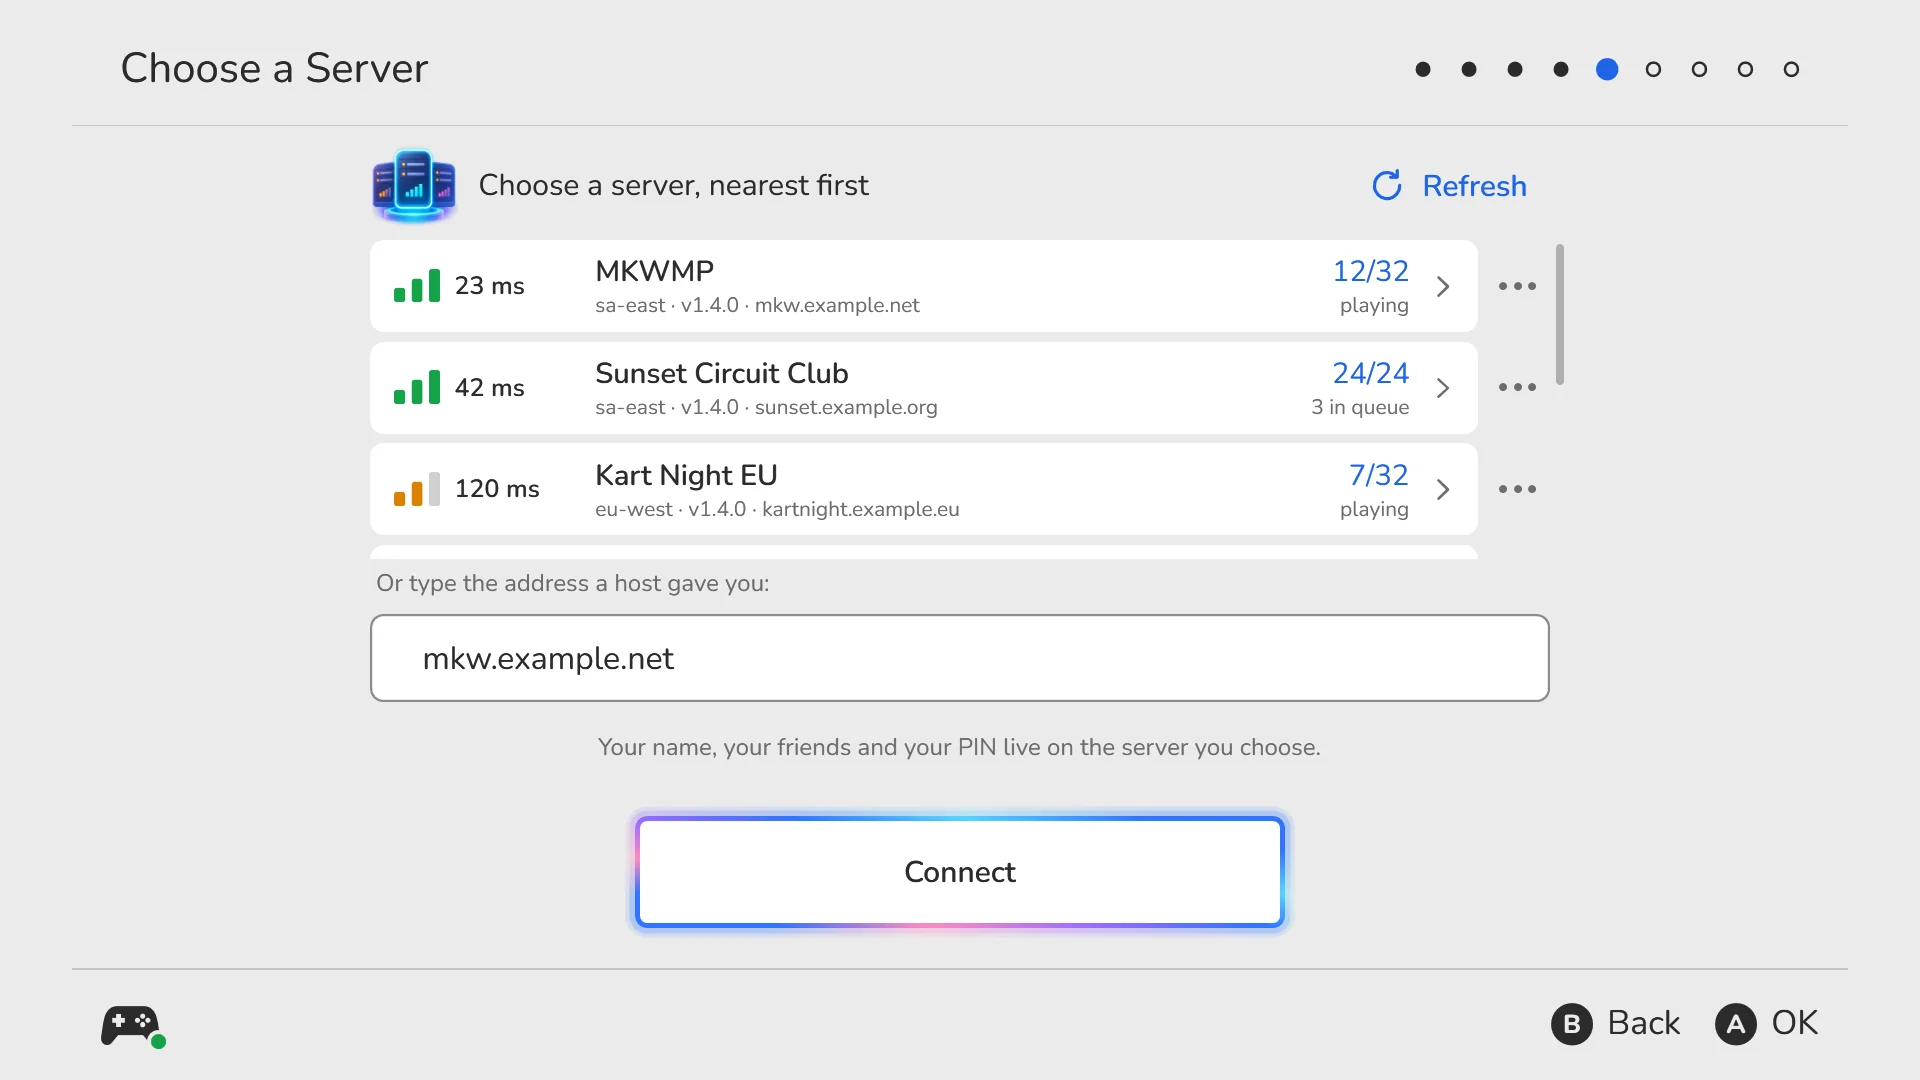 Choose a Server
Choose a server, nearest first
Refresh
23 ms
MKWMP
sa-east · v1.4.0 · mkw.example.net
12/32
playing
42 ms
Sunset Circuit Club
sa-east · v1.4.0 · sunset.example.org
24/24
3 in queue
120 ms
Kart Night EU
eu-west · v1.4.0 · kartnight.example.eu
7/32
playing
Or type the address a host gave you:
mkw.example.net
Your name, your friends and your PIN live on the server you choose.
Connect
B Back A OK